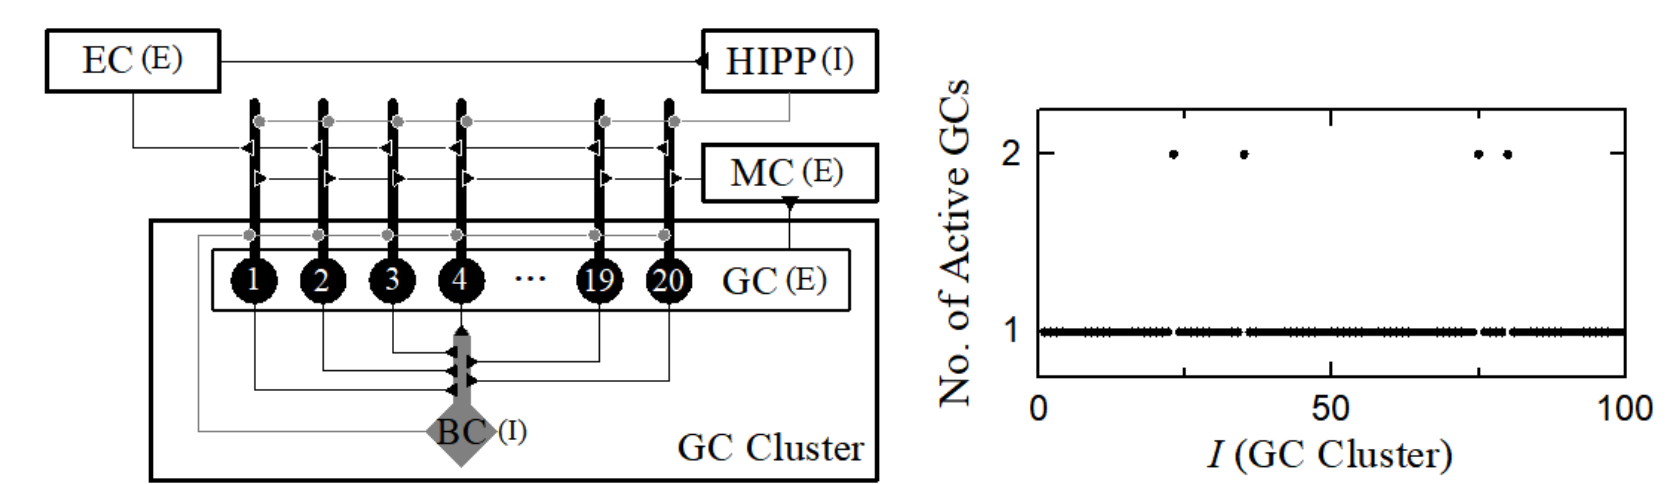 EC (E)
HIPP (I)
MC (E)
1 2 3 4 ... 19 20 GC (E)
BC (I)
GC Cluster
No. of Active GCs
2
1
0 50 100
I (GC Cluster)